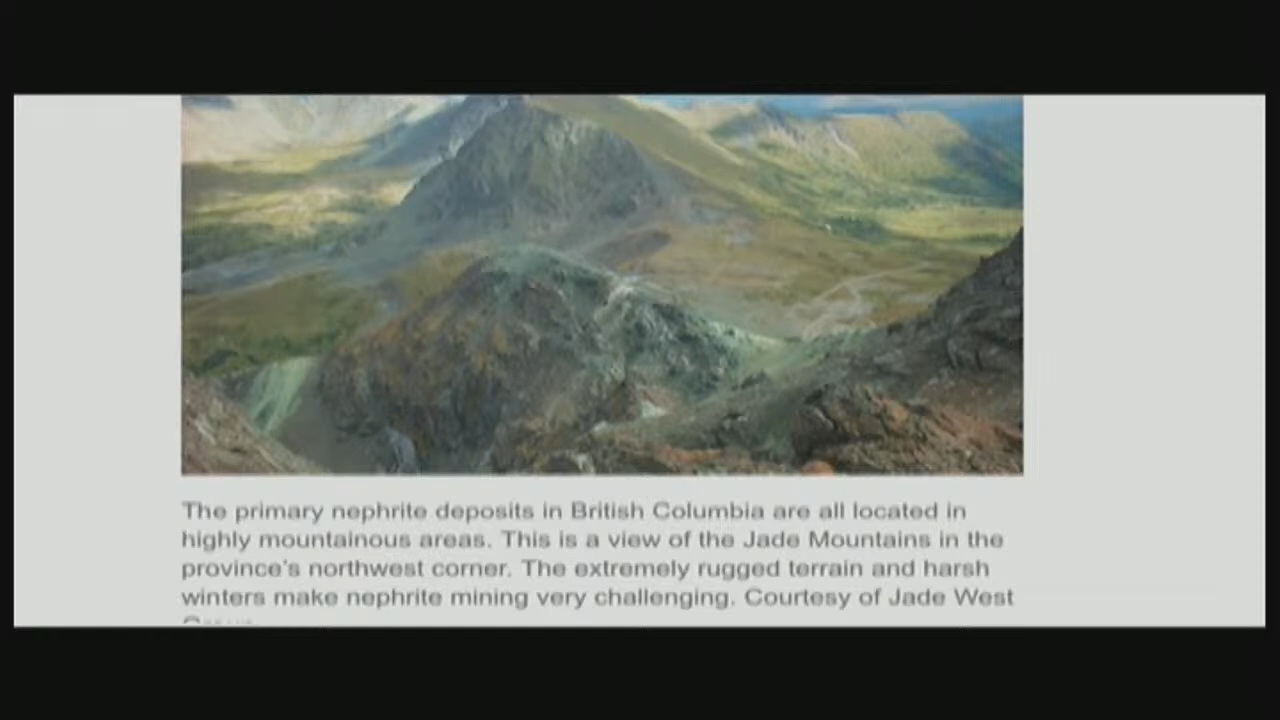 The primary nephrite deposits in British Columbia are all located in
highly mountainous areas. This is a view of the Jade Mountains in the
province's northwest corner. The extremely rugged terrain and harsh
winters make nephrite mining very challenging. Courtesy of Jade West